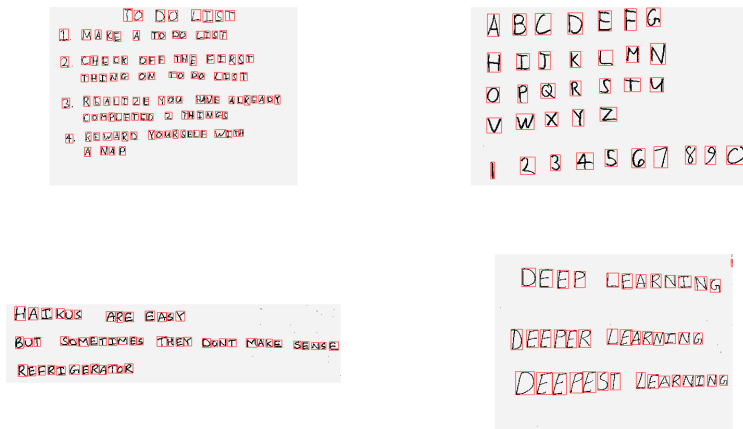 TO DO LIST
1. MAKE A TO DO LIST
2. CHECK OFF THE FIRST
THING ON TO DO LIST
3. REALIZE YOU HAVE ALREADY
COMPLETED 2 THINGS
4. REWARD YOURSELF WITH
A NAP
A B C D E F G
H I J K L M N
O P Q R S T U
V W X Y Z
1 2 3 4 5 6 7 8 9 0
HAIKUS ARE EASY
BUT SOMETIMES THEY DONT MAKE SENSE
REFRIGERATOR
DEEP LEARNING
DEEPER LEARNING
DEEPEST LEARNING